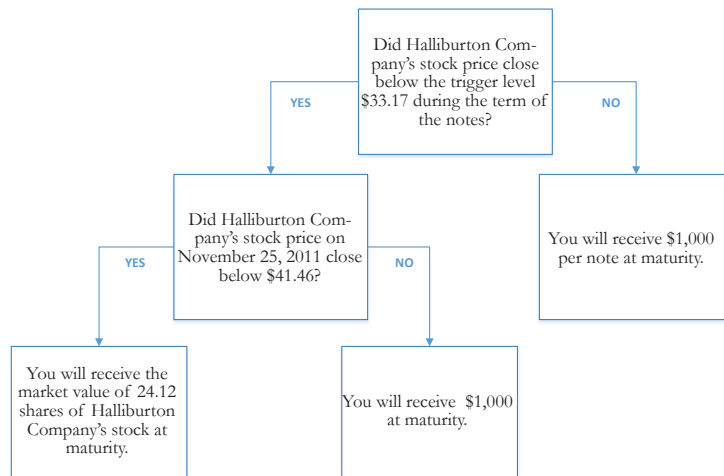 Did Halliburton Com-
pany's stock price close
below the trigger level
$33.17 during the term of
the notes?
YES
NO
Did Halliburton Com-
pany's stock price on
November 25, 2011 close
below $41.46?
You will receive $1,000
per note at maturity.
YES
NO
You will receive the
market value of 24.12
shares of Halliburton
Company's stock at
maturity.
You will receive $1,000
at maturity.